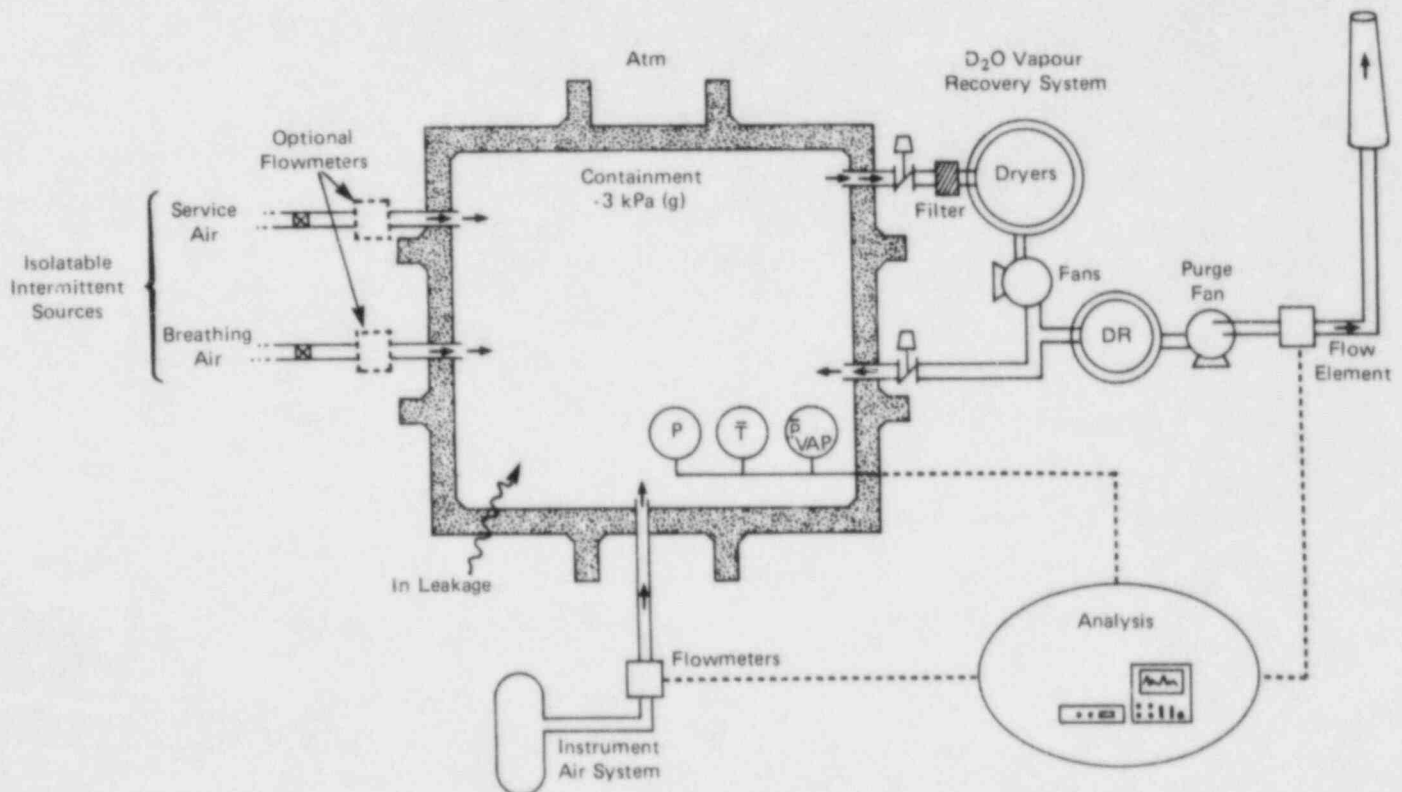 Atm
D₂O Vapour
Recovery System
Optional
Flowmeters
Containment
-3 kPa (g)
Dryers
Filter
Service
Air
Isolatable
Intermittent
Sources
Breathing
Air
Fans
Purge
Fan
DR
Flow
Element
P
T̅
P̅
VAP
In Leakage
Analysis
Flowmeters
Instrument
Air System